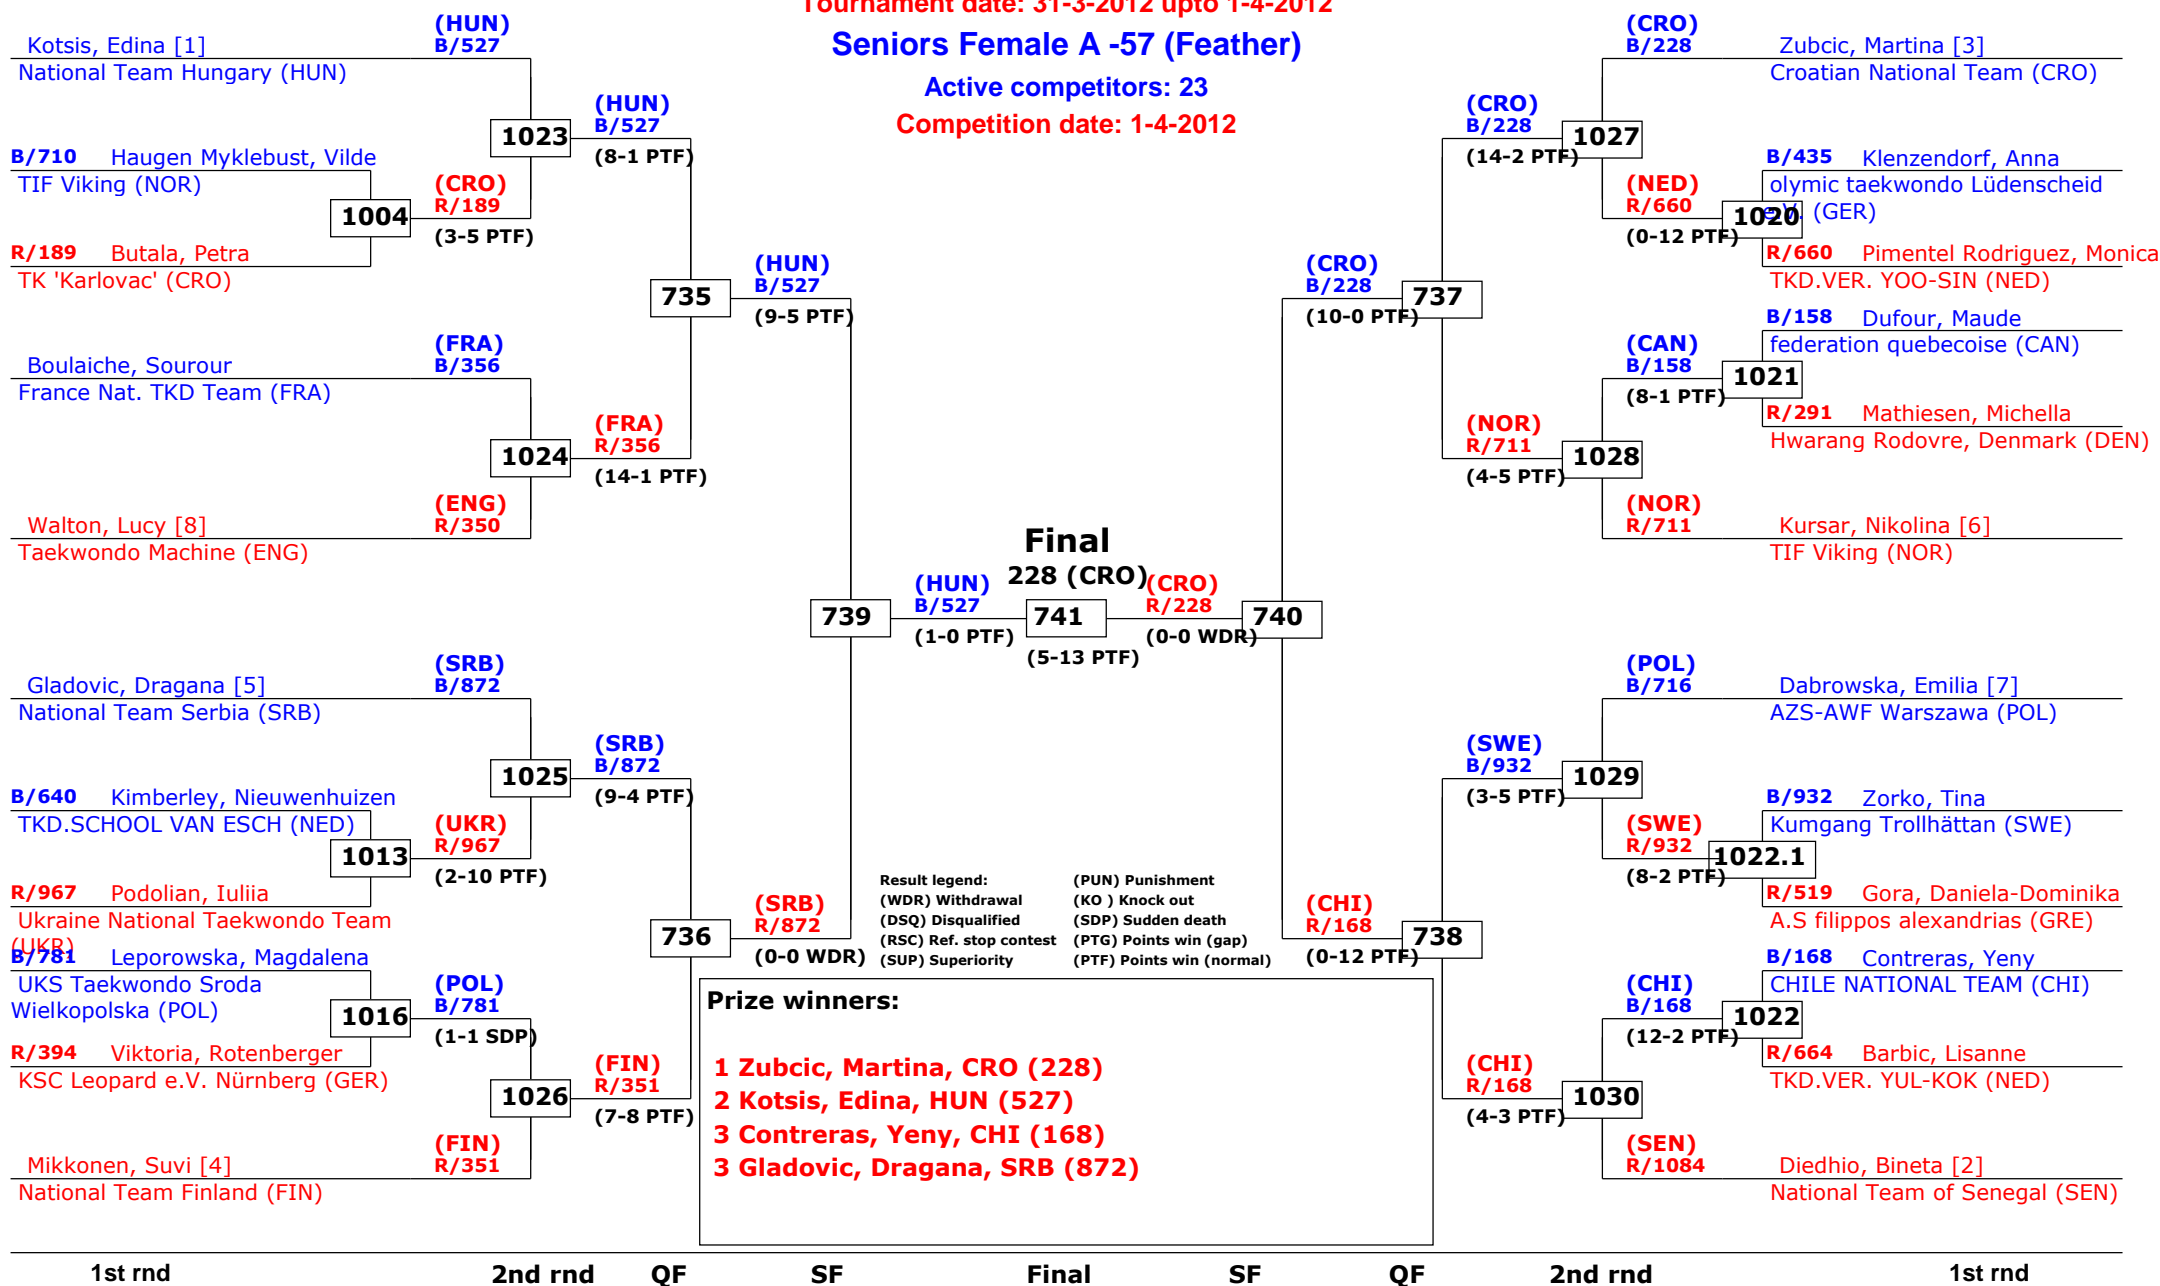 Tournament date: 31-3-2012 upto 1-4-2012
Seniors Female A -57 (Feather)
Active competitors: 23
Competition date: 1-4-2012
Kotsis, Edina [1]
National Team Hungary (HUN)
(HUN)
B/527
B/710 Haugen Myklebust, Vilde
TIF Viking (NOR)
1004
R/189 Butala, Petra
TK 'Karlovac' (CRO)
(CRO)
R/189
(3-5 PTF)
1023
(HUN)
B/527
(8-1 PTF)
Boulaiche, Sourour
France Nat. TKD Team (FRA)
(FRA)
B/356
Walton, Lucy [8]
Taekwondo Machine (ENG)
(ENG)
R/350
1024
(FRA)
R/356
(14-1 PTF)
735
(HUN)
B/527
(9-5 PTF)
Gladovic, Dragana [5]
National Team Serbia (SRB)
(SRB)
B/872
B/640 Kimberley, Nieuwenhuizen
TKD.SCHOOL VAN ESCH (NED)
1013
R/967 Podolian, Iuliia
Ukraine National Taekwondo Team
(UKR)
(UKR)
R/967
(2-10 PTF)
1025
(SRB)
B/872
(9-4 PTF)
B/781 Leporowska, Magdalena
UKS Taekwondo Sroda
Wielkopolska (POL)
1016
R/394 Viktoria, Rotenberger
KSC Leopard e.V. Nürnberg (GER)
(POL)
B/781
(1-1 SDP)
Mikkonen, Suvi [4]
National Team Finland (FIN)
(FIN)
R/351
1026
(FIN)
R/351
(7-8 PTF)
736
(SRB)
R/872
(0-0 WDR)
739
(HUN)
B/527
(1-0 PTF)
Final
228 (CRO)
741
(5-13 PTF)
(CRO)
R/228
(0-0 WDR)
740
(CRO)
B/228
(10-0 PTF)
737
(CRO)
B/228
(14-2 PTF)
1027
(CRO)
B/228
Zubcic, Martina [3]
Croatian National Team (CRO)
(NED)
R/660
(0-12 PTF)
1020
B/435 Klenzendorf, Anna
olymic taekwondo Lüdenscheid
e.V. (GER)
R/660 Pimentel Rodriguez, Monica
TKD.VER. YOO-SIN (NED)
(NOR)
R/711
(4-5 PTF)
1028
(CAN)
B/158
(8-1 PTF)
1021
B/158 Dufour, Maude
federation quebecoise (CAN)
R/291 Mathiesen, Michella
Hwarang Rodovre, Denmark (DEN)
(NOR)
R/711
Kursar, Nikolina [6]
TIF Viking (NOR)
(CHI)
R/168
(0-12 PTF)
738
(SWE)
B/932
(3-5 PTF)
1029
(POL)
B/716
Dabrowska, Emilia [7]
AZS-AWF Warszawa (POL)
(SWE)
R/932
(8-2 PTF)
1022.1
B/932 Zorko, Tina
Kumgang Trollhättan (SWE)
R/519 Gora, Daniela-Dominika
A.S filippos alexandrias (GRE)
(CHI)
R/168
(4-3 PTF)
1030
(CHI)
B/168
(12-2 PTF)
1022
B/168 Contreras, Yeny
CHILE NATIONAL TEAM (CHI)
R/664 Barbic, Lisanne
TKD.VER. YUL-KOK (NED)
(SEN)
R/1084
Diedhio, Bineta [2]
National Team of Senegal (SEN)
Result legend: (PUN) Punishment
(WDR) Withdrawal (KO ) Knock out
(DSQ) Disqualified (SDP) Sudden death
(RSC) Ref. stop contest (PTG) Points win (gap)
(SUP) Superiority (PTF) Points win (normal)
Prize winners:
1 Zubcic, Martina, CRO (228)
2 Kotsis, Edina, HUN (527)
3 Contreras, Yeny, CHI (168)
3 Gladovic, Dragana, SRB (872)
1st rnd 2nd rnd QF SF Final SF QF 2nd rnd 1st rnd